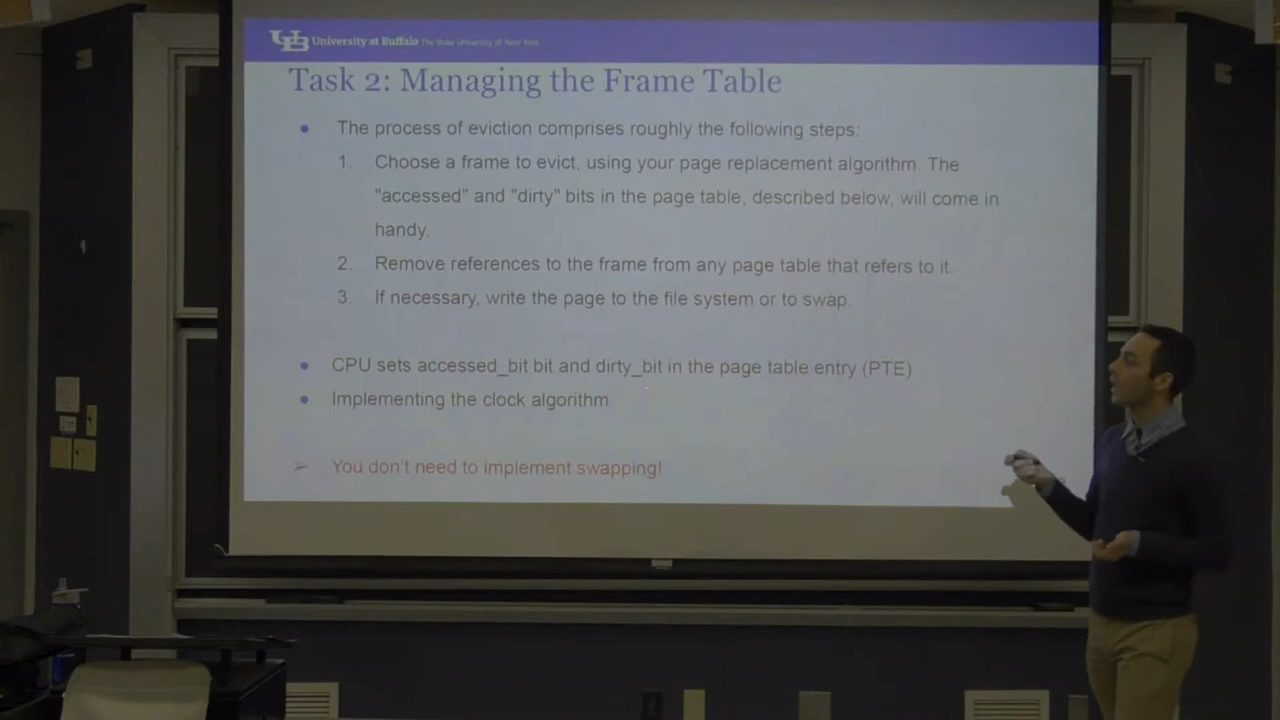 University at Buffalo The State University of New York
Task 2: Managing the Frame Table
• The process of eviction comprises roughly the following steps:
1. Choose a frame to evict, using your page replacement algorithm. The
"accessed" and "dirty" bits in the page table, described below, will come in
handy.
2. Remove references to the frame from any page table that refers to it.
3. If necessary, write the page to the file system or to swap.
• CPU sets accessed_bit bit and dirty_bit in the page table entry (PTE)
• Implementing the clock algorithm
➢ You don't need to implement swapping!